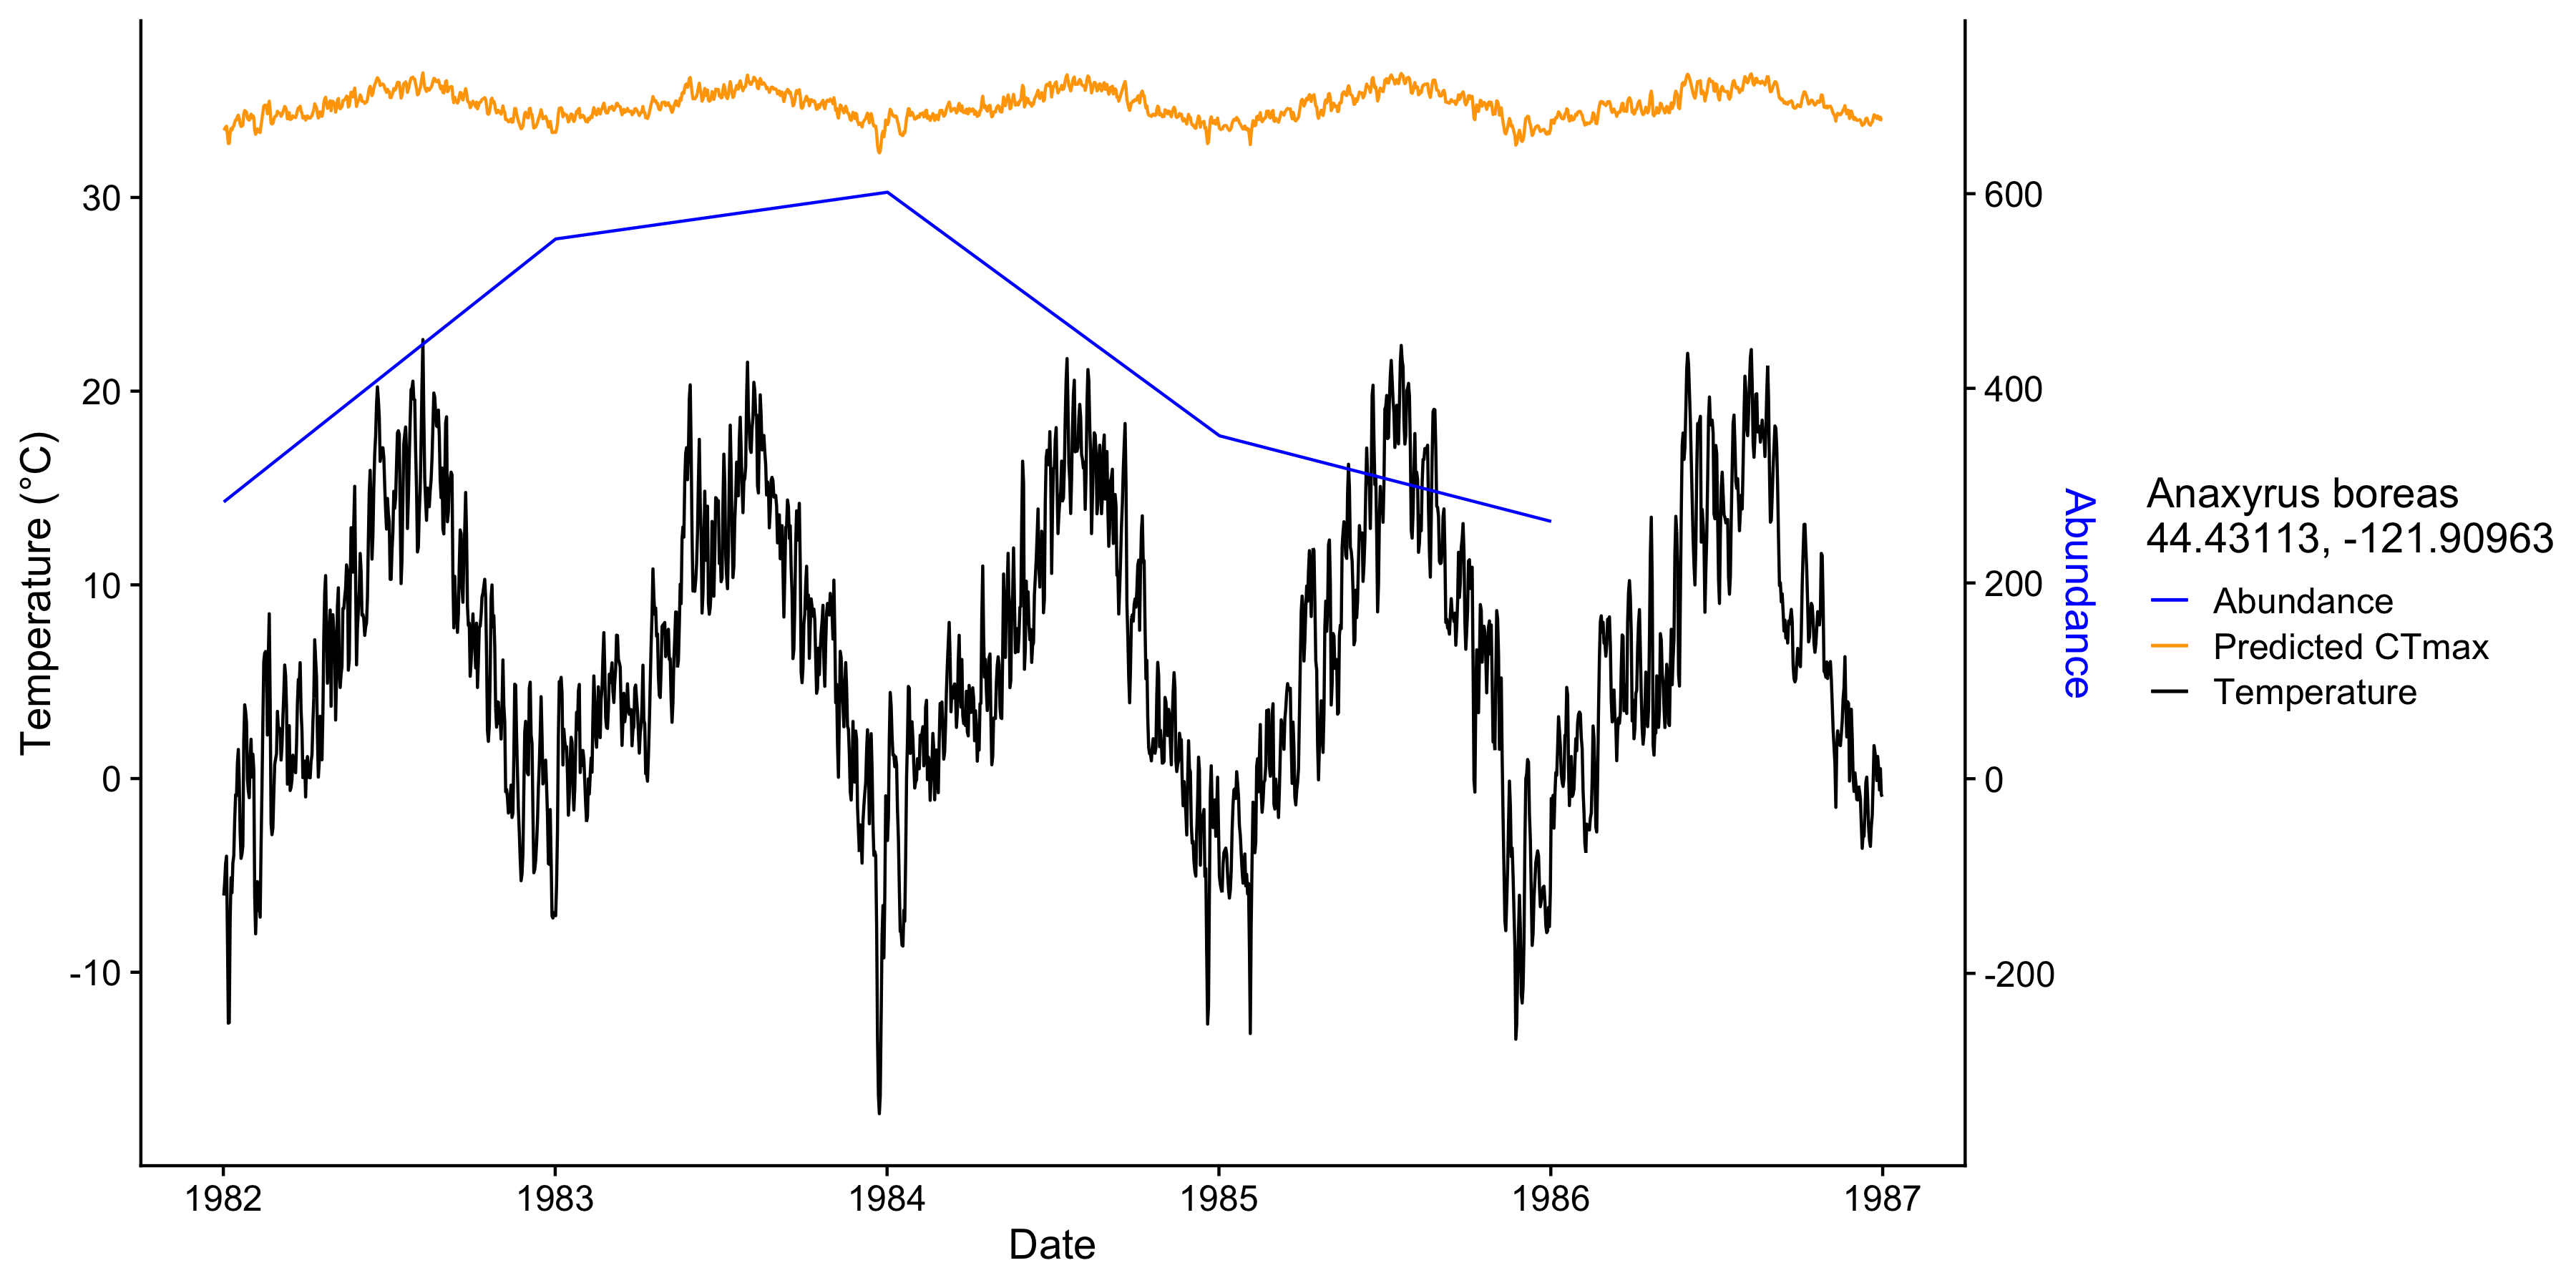 Temperature (°C)
30
20
10
0
-10
1982
1983
1984
1985
1986
1987
Date
600
400
200
0
-200
Abundance
Anaxyrus boreas
44.43113, -121.90963
Abundance
Predicted CTmax
Temperature